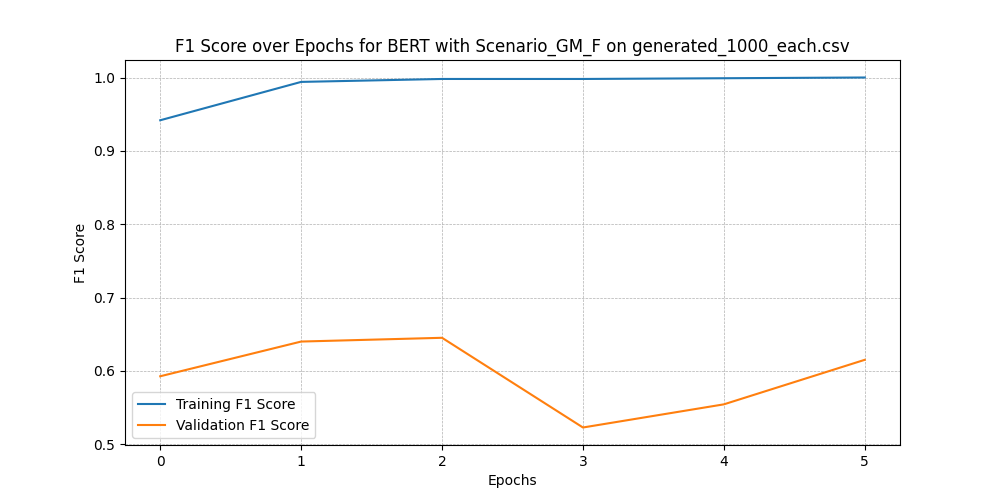 F1 Score over Epochs for BERT with Scenario_GM_F on generated_1000_each.csv
1.0
0.9
0.8
0.7
0.6
0.5
F1 Score
Training F1 Score
Validation F1 Score
0 1 2 3 4 5
Epochs